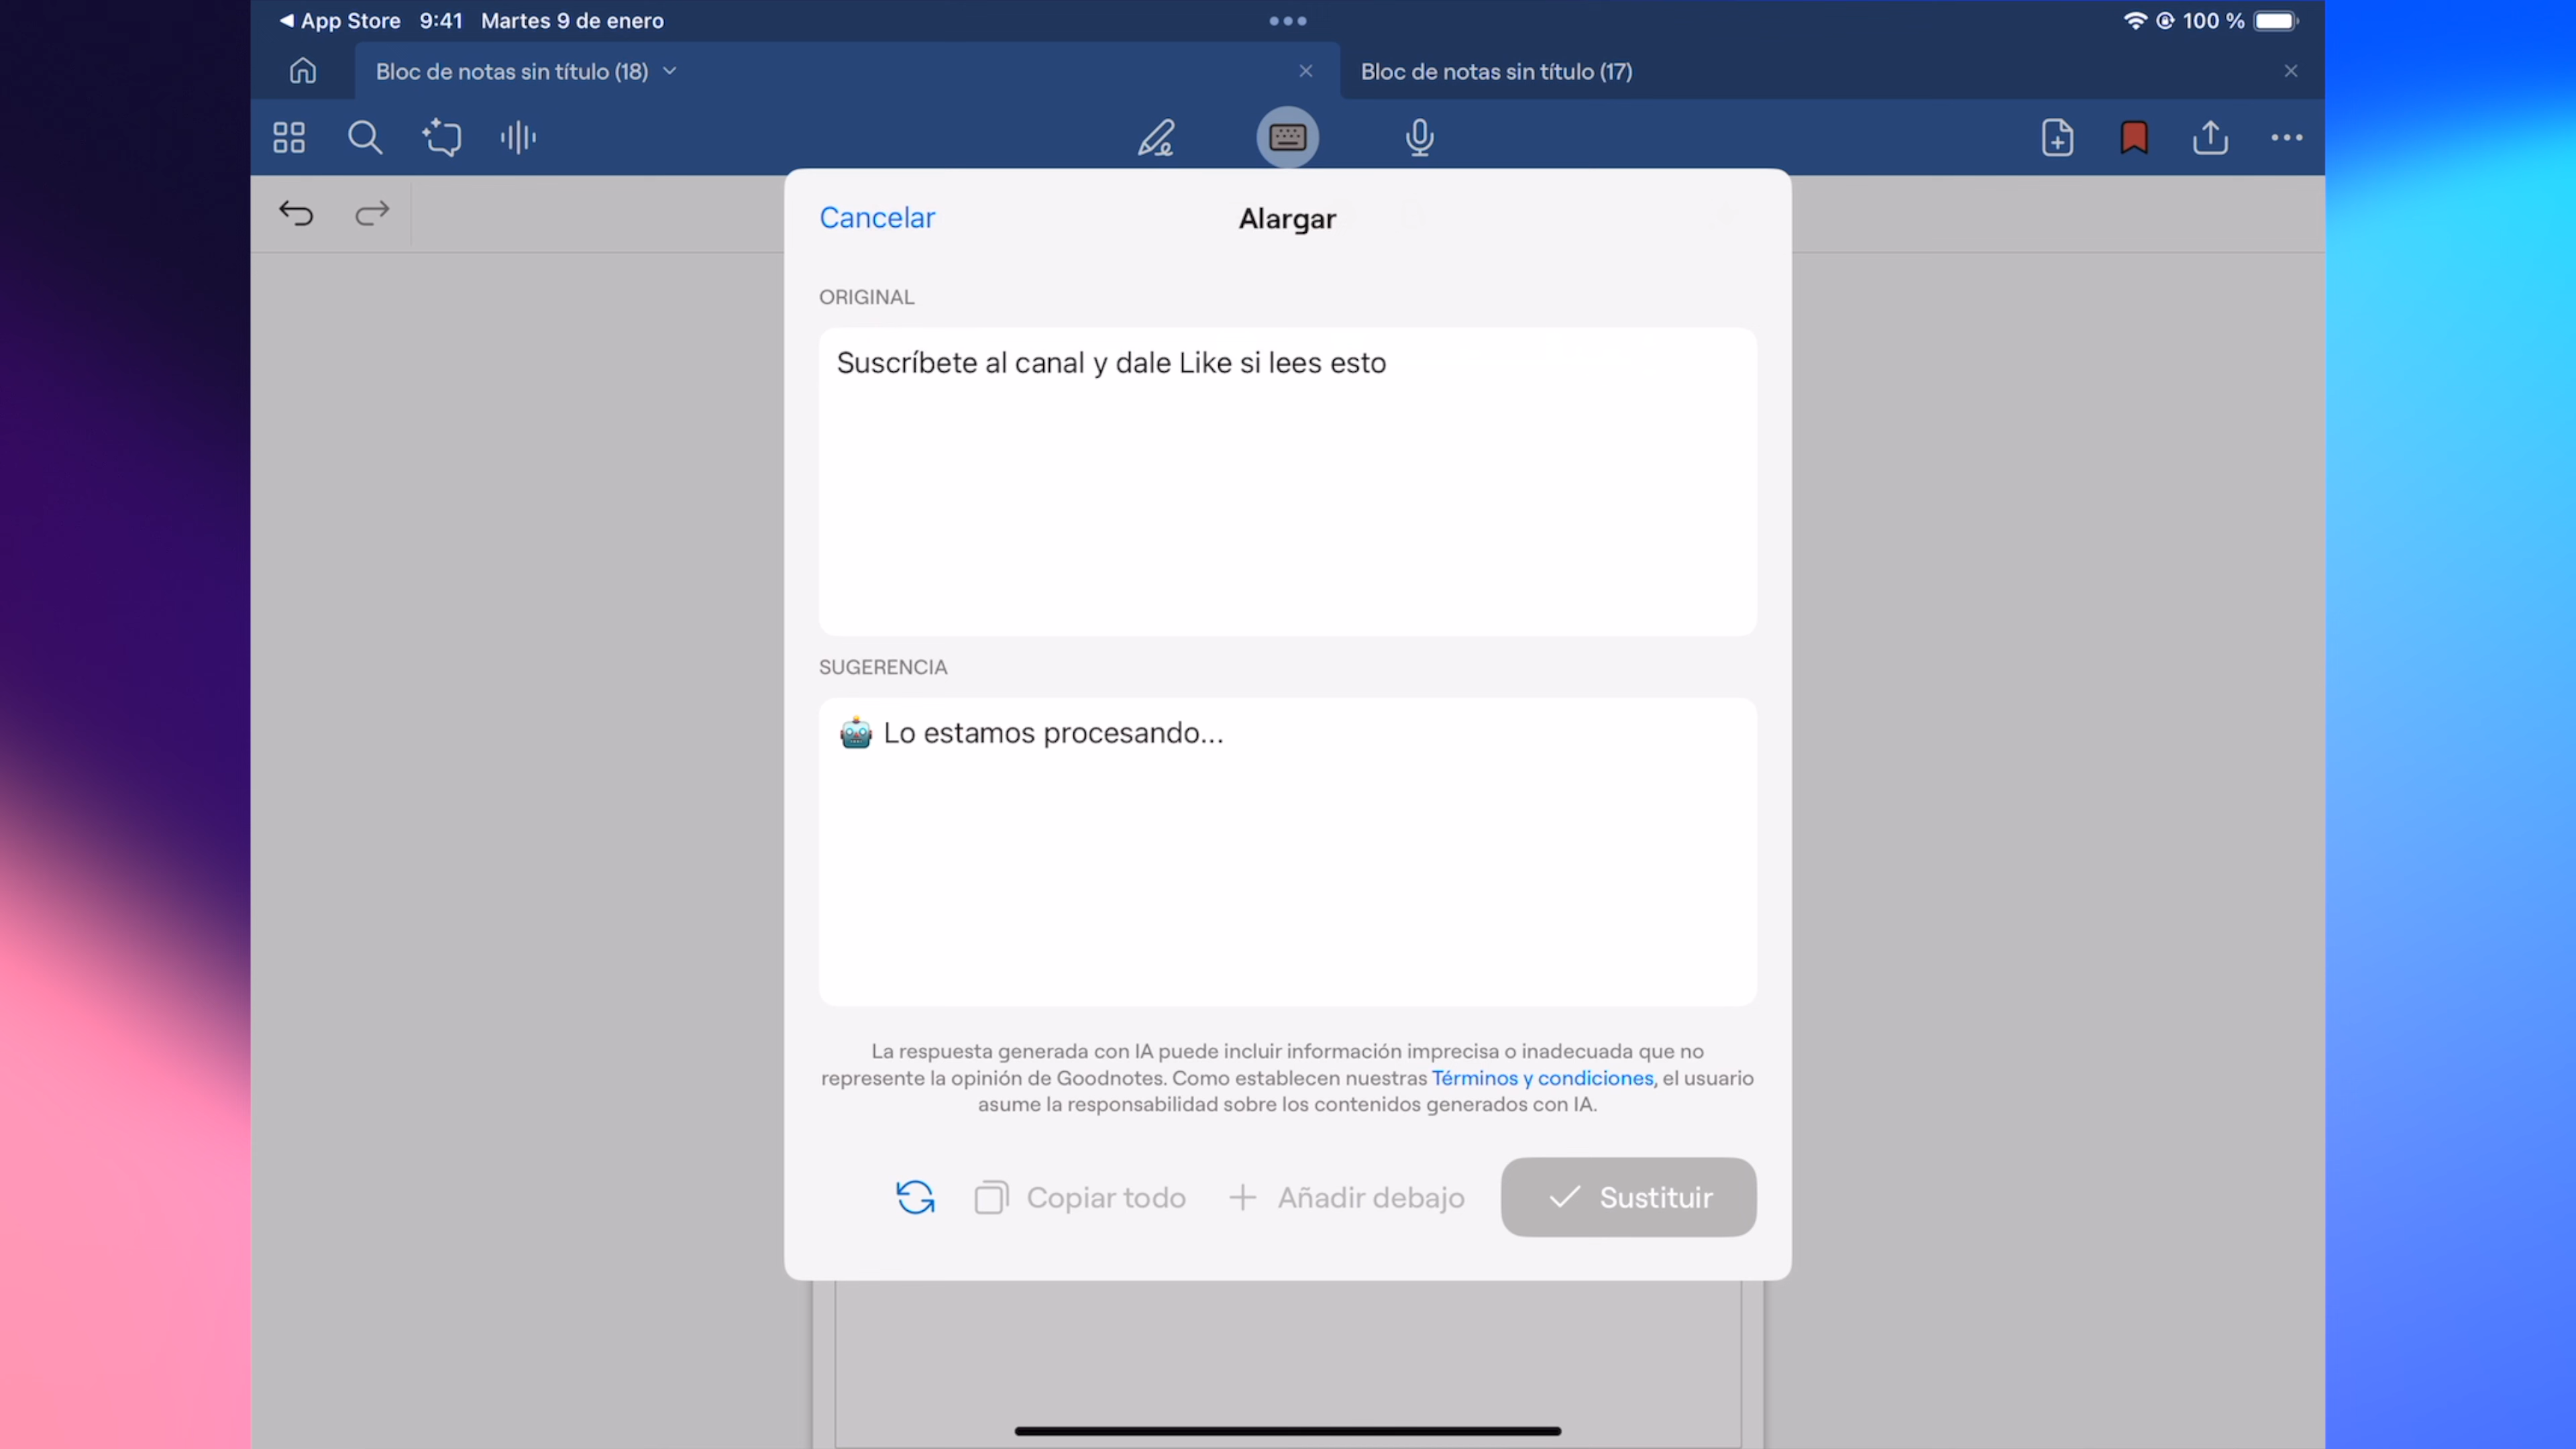 ◀ App Store 9:41 Martes 9 de enero
100 %
Bloc de notas sin título (18)
Bloc de notas sin título (17)
Cancelar
Alargar
ORIGINAL
Suscríbete al canal y dale Like si lees esto
SUGERENCIA
🤖 Lo estamos procesando...
La respuesta generada con IA puede incluir información imprecisa o inadecuada que no
represente la opinión de Goodnotes. Como establecen nuestras Términos y condiciones, el usuario
asume la responsabilidad sobre los contenidos generados con IA.
Copiar todo
Añadir debajo
Sustituir